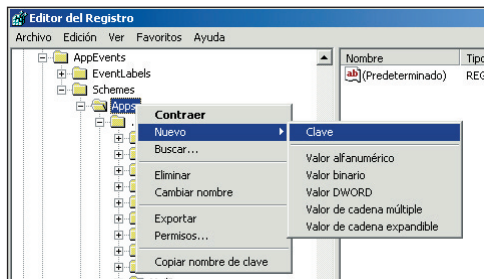 Editor del Registro
Archivo Edición Ver Favoritos Ayuda
AppEvents
EventLabels
Schemes
Apps
Nombre
(Predeterminado)
Contraer
Nuevo
Buscar...
Eliminar
Cambiar nombre
Exportar
Permisos...
Copiar nombre de clave
Clave
Valor alfanumérico
Valor binario
Valor DWORD
Valor de cadena múltiple
Valor de cadena expandible